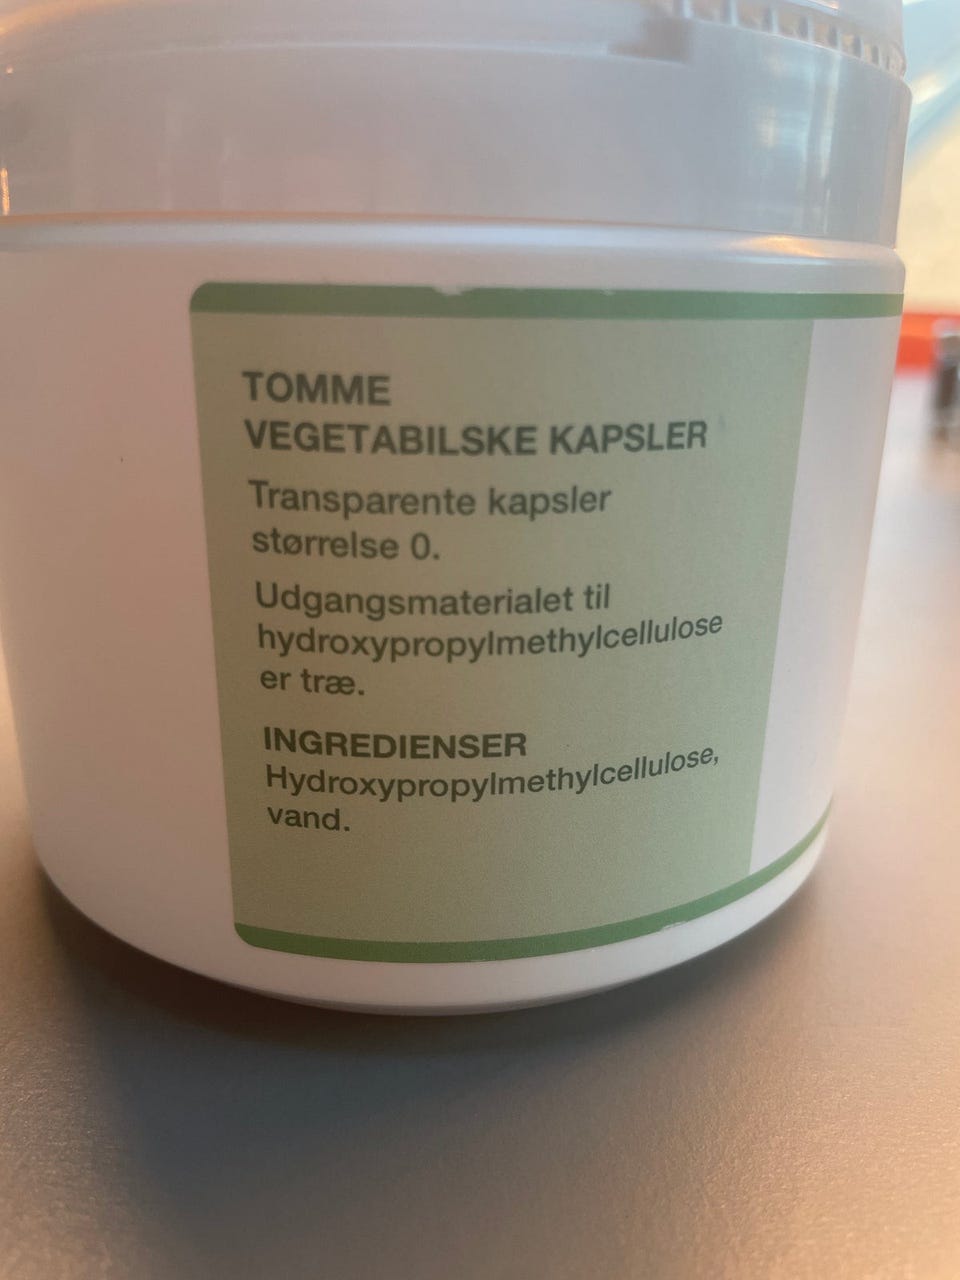 TOMME
VEGETABILSKE KAPSLER
Transparente kapsler
størrelse 0.
Udgangsmaterialet til
hydroxypropylmethylcellulose
er træ.
INGREDIENSER
Hydroxypropylmethylcellulose,
vand.